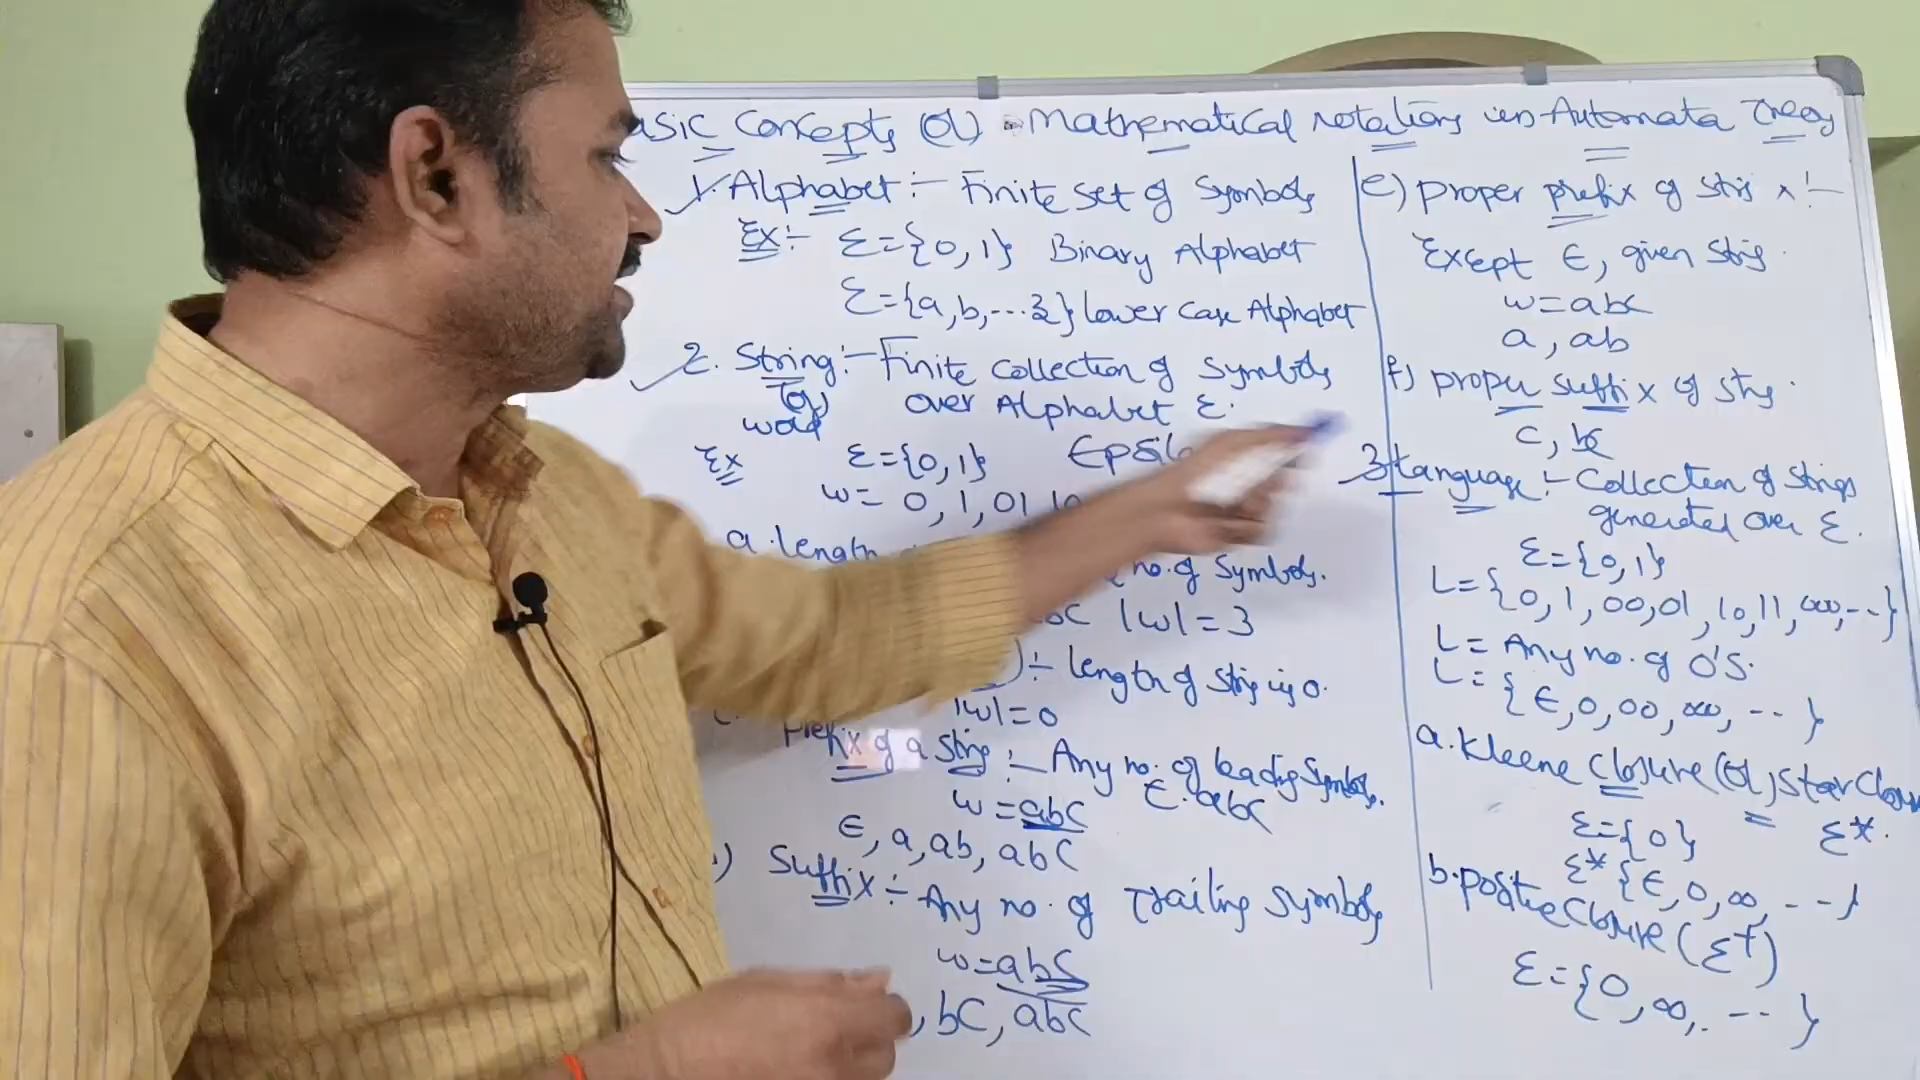 asic Concepts (or) Mathematical notations in Automata Theory
1. Alphabet :- Finite set of Symbols
Ex:- Σ={0,1} Binary Alphabet
Σ={a,b,...z} lower case Alphabet
2. String :- Finite collection of Symbols
(or) over Alphabet Σ.
word
Ex Σ={0,1} Epsilo
w= 0, 1, 01, 10
a. length
no. of Symbols.
bc |w|=3
) :- length of string is 0.
|w|=0
Prefix of a string :- Any no. of leading Symbols.
w=abc ϵ.abc
ϵ, a, ab, abc
) Suffix :- Any no. of Trailing Symbols
w=abc
, bc, abc
e) proper prefix of string x :-
Except ϵ, given string.
w=abc
a, ab
f) proper suffix of string.
c, bc
3. Language :- Collection of strings
generated over Σ.
Σ={0,1}
L={0,1,00,01,10,11,000,--}
L= Any no. of 0's.
L= {ϵ,0,00,000,-- }
a. Kleene Closure (or) Star Closu
Σ={0} Σ*.
Σ* {ϵ,0,00,---}
b. Positive Closure (Σ+)
Σ={0,00,. -- }